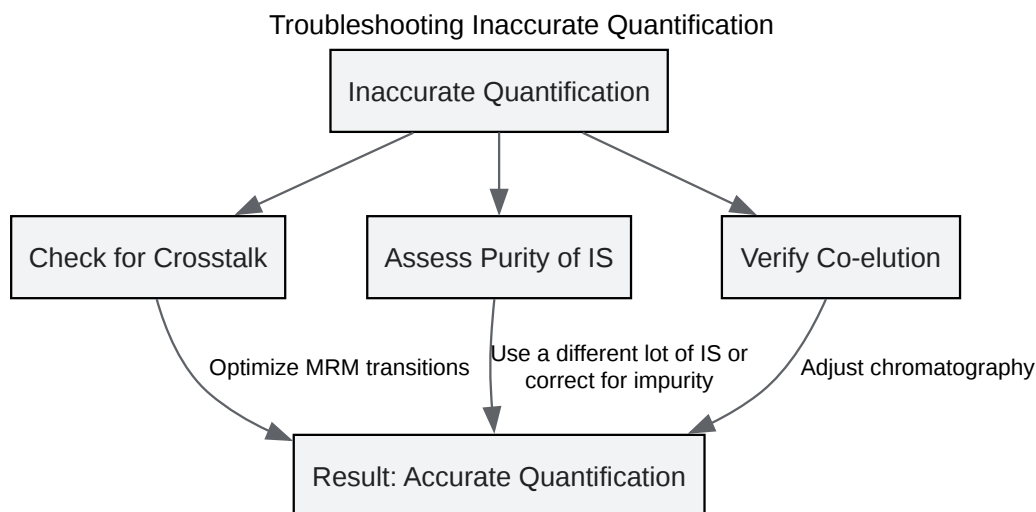 Troubleshooting Inaccurate Quantification
Inaccurate Quantification
Check for Crosstalk
Assess Purity of IS
Verify Co-elution
Optimize MRM transitions
Use a different lot of IS or
correct for impurity
Adjust chromatography
Result: Accurate Quantification